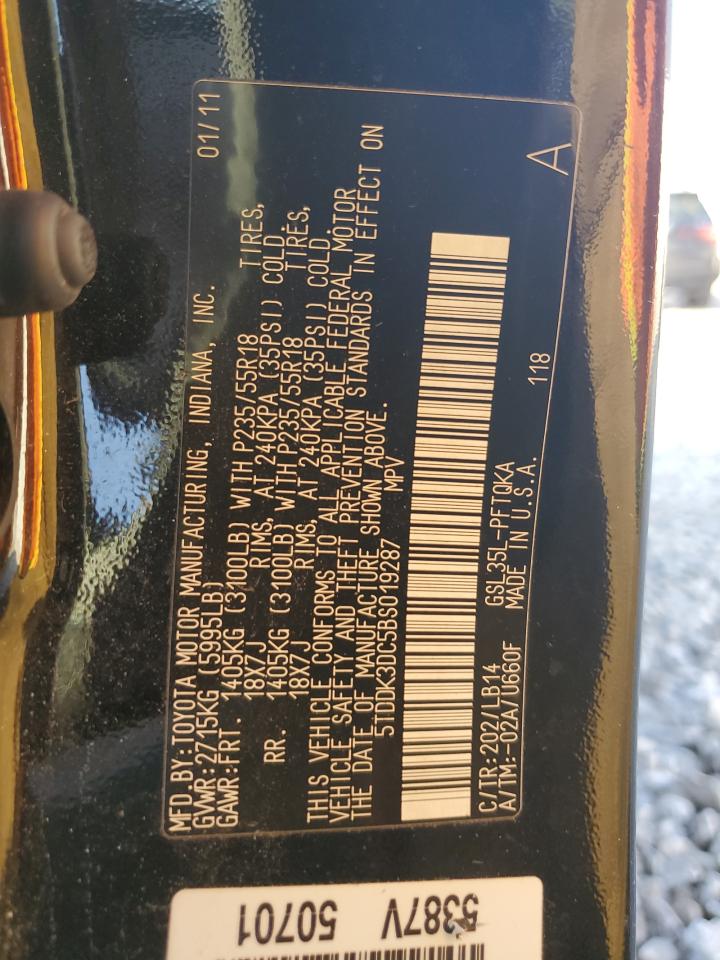 MFD.BY:TOYOTA MOTOR MANUFACTURING, INDIANA, INC. 01/11
GVWR:2715KG (5995LB)
GAWR:FRT. 1405KG (3100LB) WITH P235/55R18 TIRES,
18X7J RIMS, AT 240KPA (35PSI) COLD.
RR. 1405KG (3100LB) WITH P235/55R18 TIRES,
18X7J RIMS, AT 240KPA (35PSI) COLD.
THIS VEHICLE CONFORMS TO ALL APPLICABLE FEDERAL MOTOR
VEHICLE SAFETY AND THEFT PREVENTION STANDARDS IN EFFECT ON
THE DATE OF MANUFACTURE SHOWN ABOVE.
5TDDK3DC5BS019287 MPV
C/TR:202/LB14 GSL35L-PFTQKA 118 A
A/TM:-02A/U660F MADE IN U.S.A.
5387V
50701